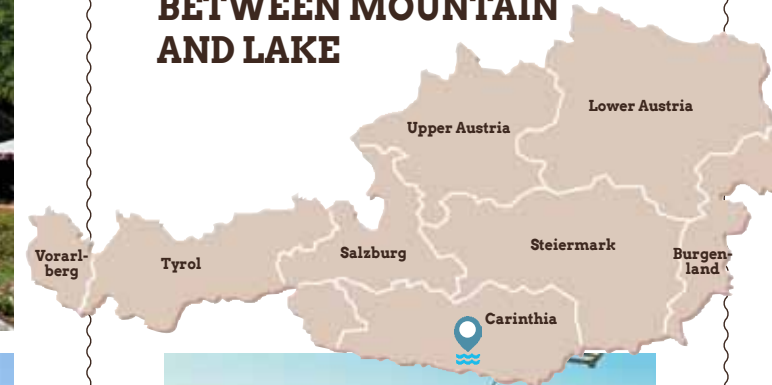 BETWEEN MOUNTAIN
AND LAKE
Lower Austria
Upper Austria
Steiermark
Salzburg
Vorarl-
berg
Tyrol
Burgen-
land
Carinthia